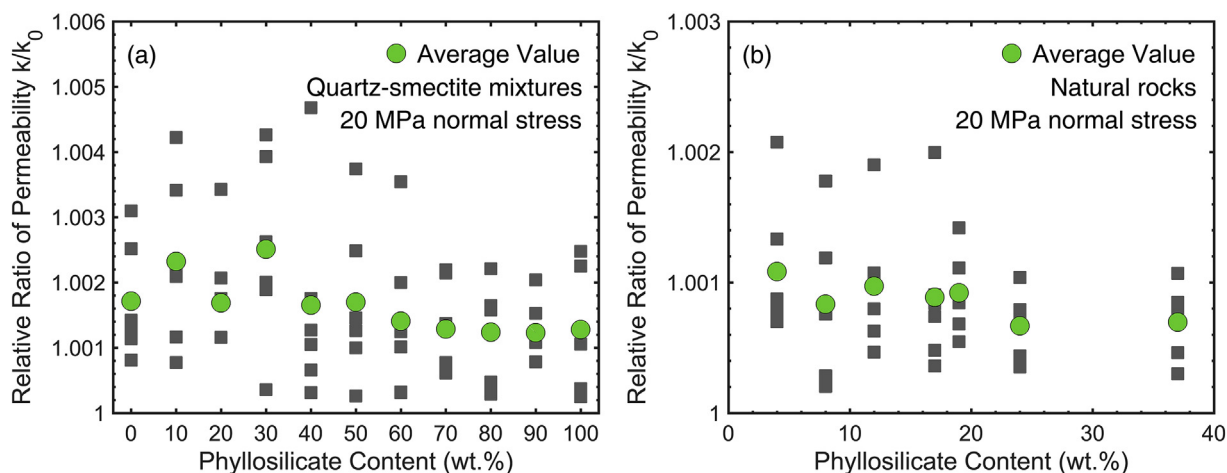 (a)
Average Value
Quartz-smectite mixtures
20 MPa normal stress
Relative Ratio of Permeability k/k0
1.006
1.005
1.004
1.003
1.002
1.001
1
0 10 20 30 40 50 60 70 80 90 100
Phyllosilicate Content (wt.%)
(b)
Average Value
Natural rocks
20 MPa normal stress
Relative Ratio of Permeability k/k0
1.003
1.002
1.001
1
0 10 20 30 40
Phyllosilicate Content (wt.%)